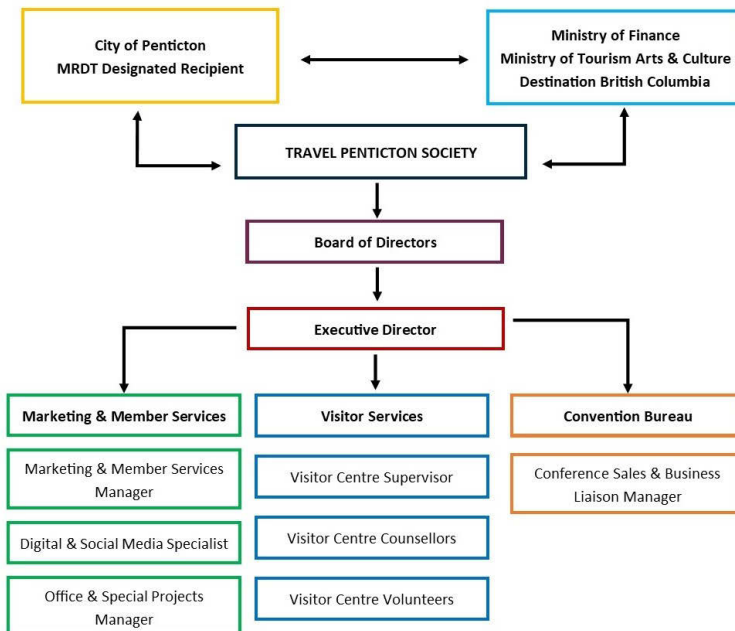 City of Penticton
MRDT Designated Recipient
Ministry of Finance
Ministry of Tourism Arts & Culture
Destination British Columbia
TRAVEL PENTICTON SOCIETY
Board of Directors
Executive Director
Marketing & Member Services
Visitor Services
Convention Bureau
Marketing & Member Services
Manager
Visitor Centre Supervisor
Conference Sales & Business
Liaison Manager
Digital & Social Media Specialist
Visitor Centre Counsellors
Office & Special Projects
Manager
Visitor Centre Volunteers